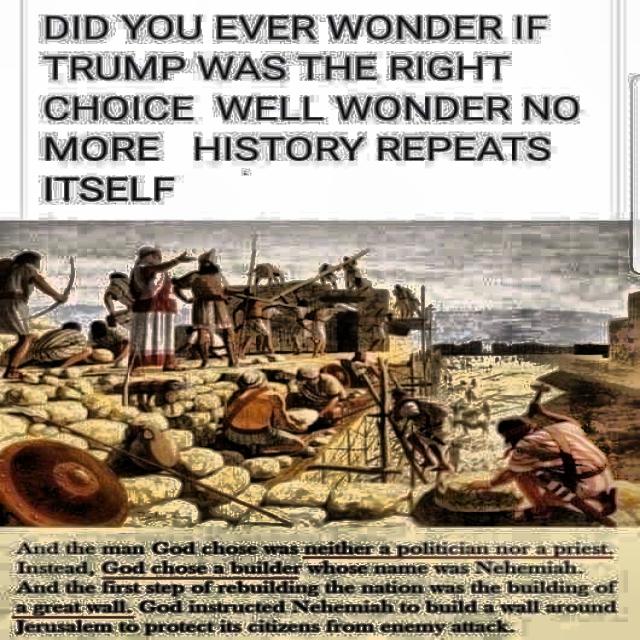 DID YOU EVER WONDER IF
TRUMP WAS THE RIGHT
CHOICE WELL WONDER NO
MORE HISTORY REPEATS
ITSELF
And the man God chose was neither a politician nor a priest.
Instead, God chose a builder whose name was Nehemiah.
And the first step of rebuilding the nation was the building of
a great wall. God instructed Nehemiah to build a wall around
Jerusalem to protect its citizens from enemy attack.